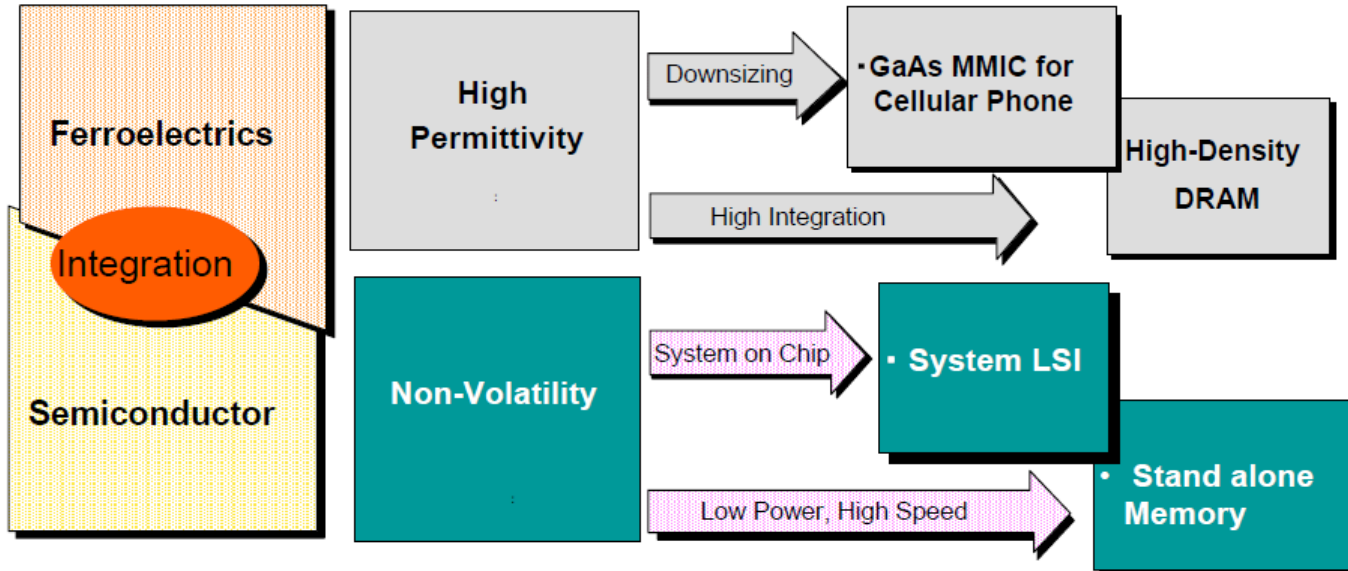 Ferroelectrics
Integration
Semiconductor
High
Permittivity
:
Non-Volatility
:
Downsizing
High Integration
System on Chip
Low Power, High Speed
▪ GaAs MMIC for
Cellular Phone
High-Density
DRAM
▪ System LSI
• Stand alone
Memory